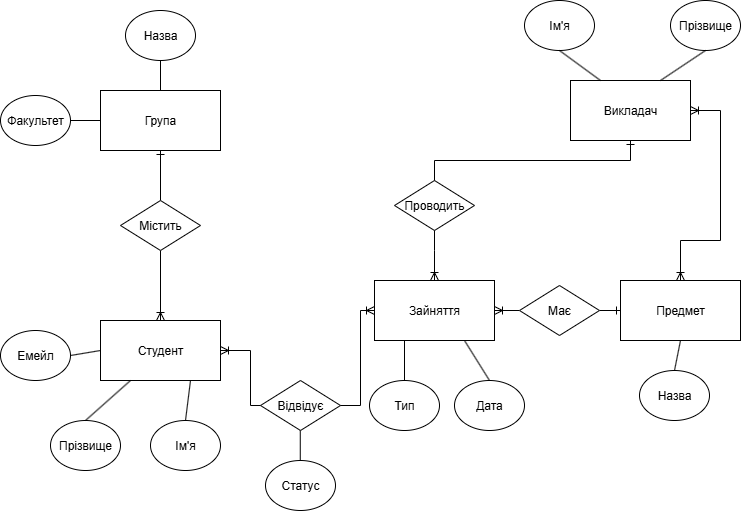 Назва
Ім'я
Прізвище
Факультет
Група
Викладач
Містить
Проводить
Зайняття
Має
Предмет
Емейл
Студент
Відвідує
Тип
Дата
Назва
Прізвище
Ім'я
Статус